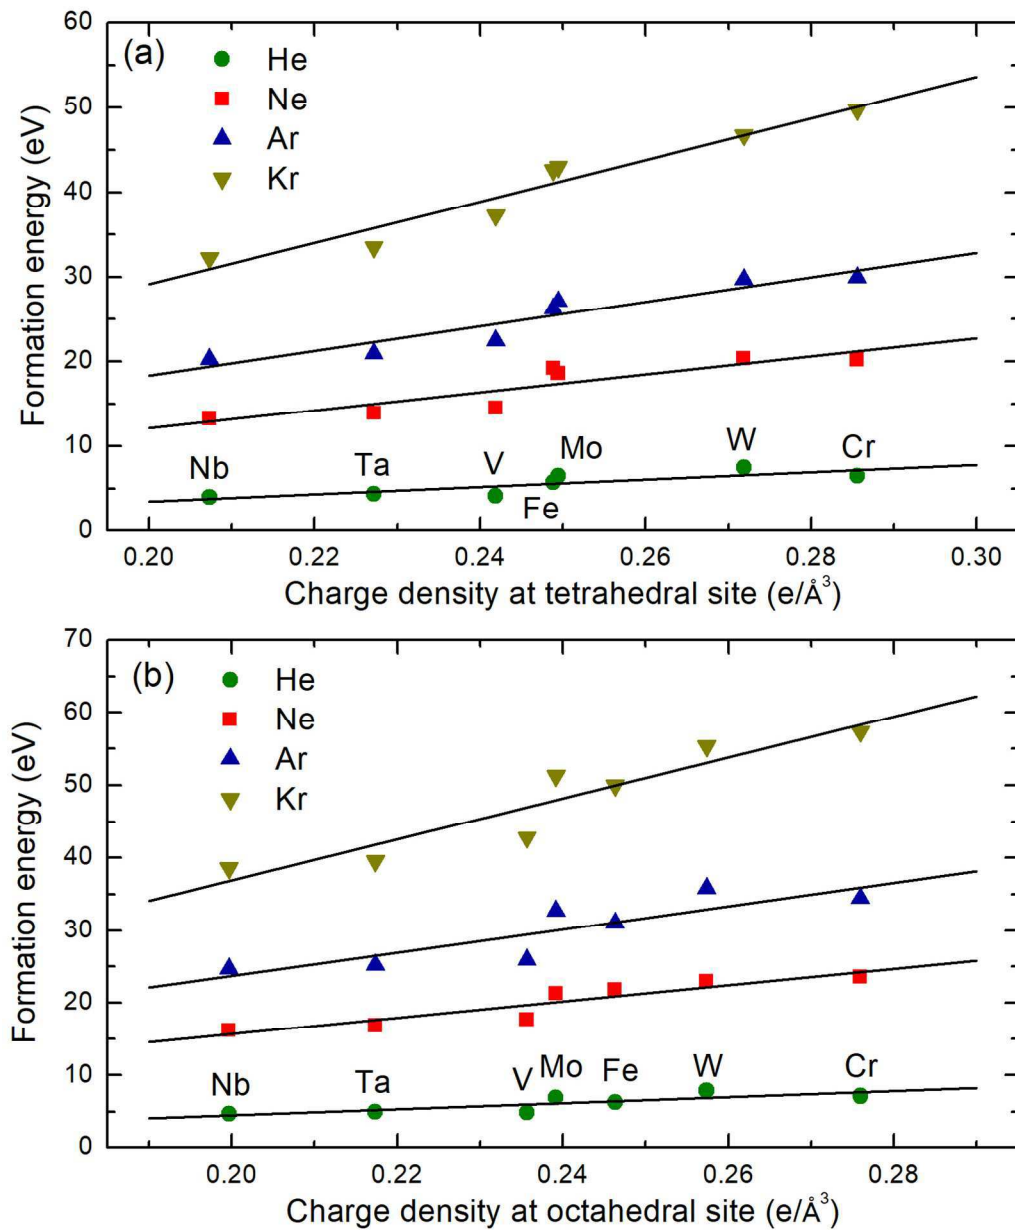 (a)
He
Ne
Ar
Kr
Formation energy (eV)
60
50
40
30
20
10
0
Nb
Ta
V
Fe
Mo
W
Cr
0.20
0.22
0.24
0.26
0.28
0.30
Charge density at tetrahedral site (e/Å³)
(b)
He
Ne
Ar
Kr
Formation energy (eV)
70
60
50
40
30
20
10
0
Nb
Ta
V
Mo
Fe
W
Cr
0.20
0.22
0.24
0.26
0.28
Charge density at octahedral site (e/Å³)